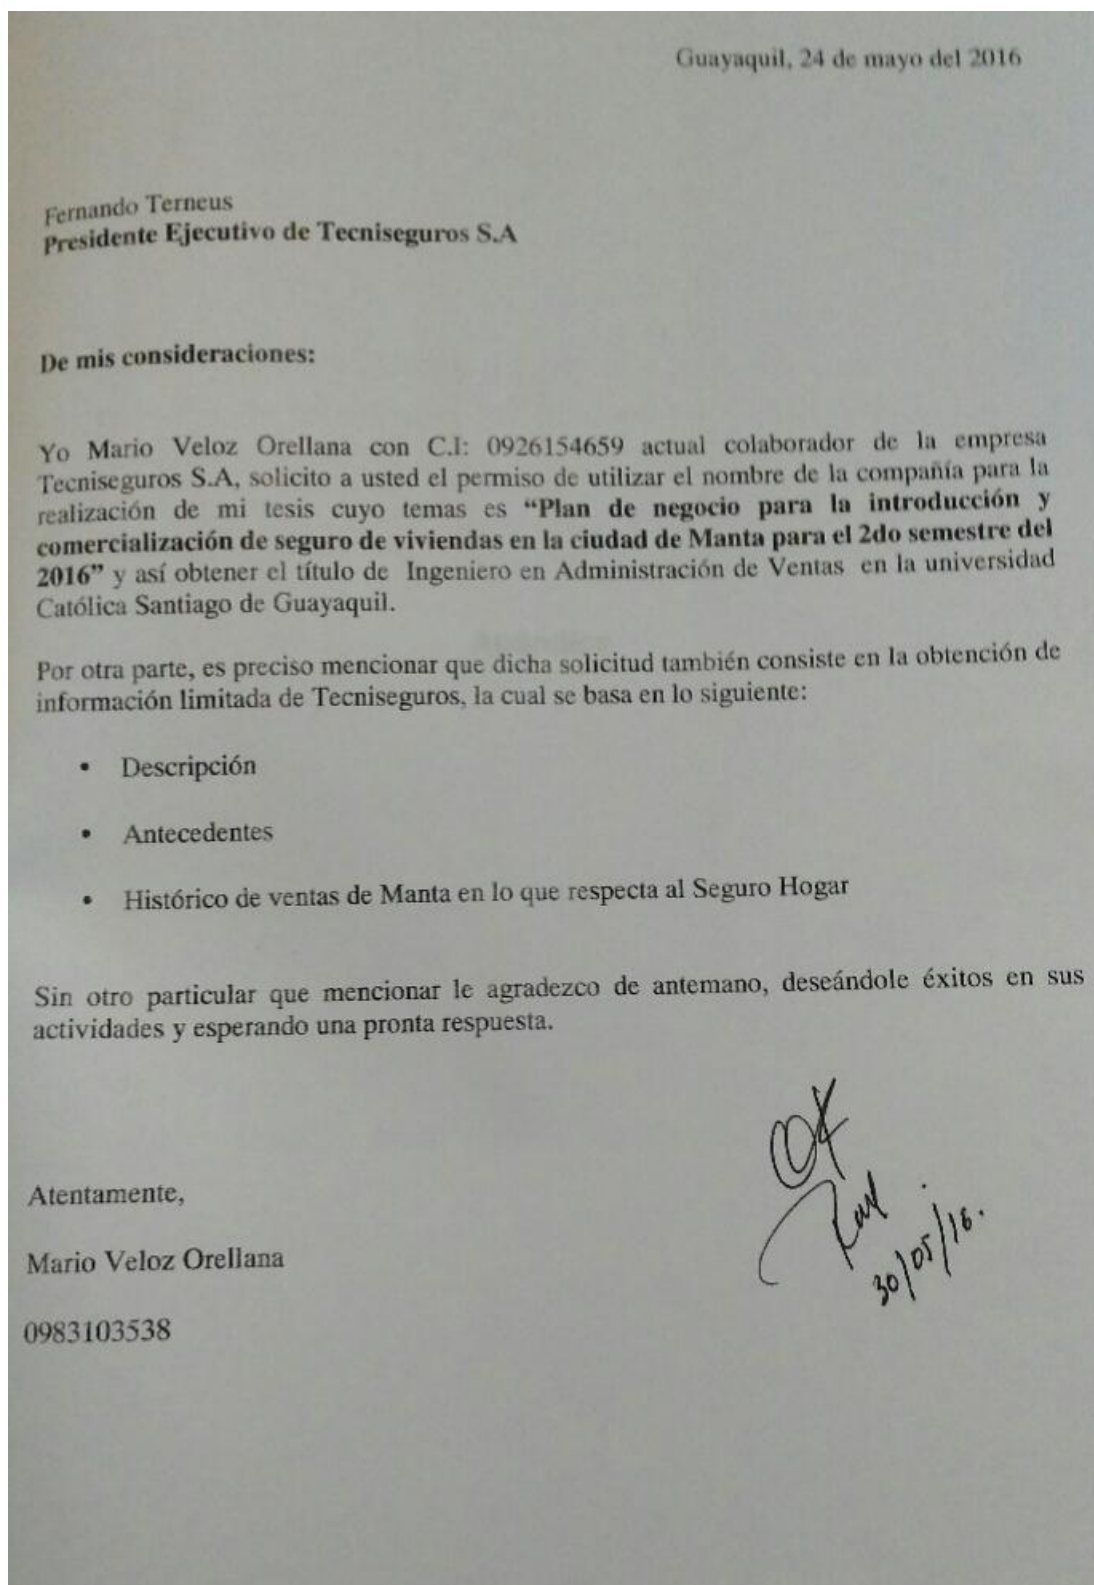 Guayaquil, 24 de mayo del 2016
Fernando Terneus
Presidente Ejecutivo de Tecniseguros S.A
De mis consideraciones:
Yo Mario Veloz Orellana con C.I: 0926154659 actual colaborador de la empresa
Tecniseguros S.A, solicito a usted el permiso de utilizar el nombre de la compañía para la
realización de mi tesis cuyo temas es “Plan de negocio para la introducción y
comercialización de seguro de viviendas en la ciudad de Manta para el 2do semestre del
2016” y así obtener el título de Ingeniero en Administración de Ventas en la universidad
Católica Santiago de Guayaquil.
Por otra parte, es preciso mencionar que dicha solicitud también consiste en la obtención de
información limitada de Tecniseguros, la cual se basa en lo siguiente:
• Descripción
• Antecedentes
• Histórico de ventas de Manta en lo que respecta al Seguro Hogar
Sin otro particular que mencionar le agradezco de antemano, deseándole éxitos en sus
actividades y esperando una pronta respuesta.
OK
30/05/16.
Atentamente,
Mario Veloz Orellana
0983103538